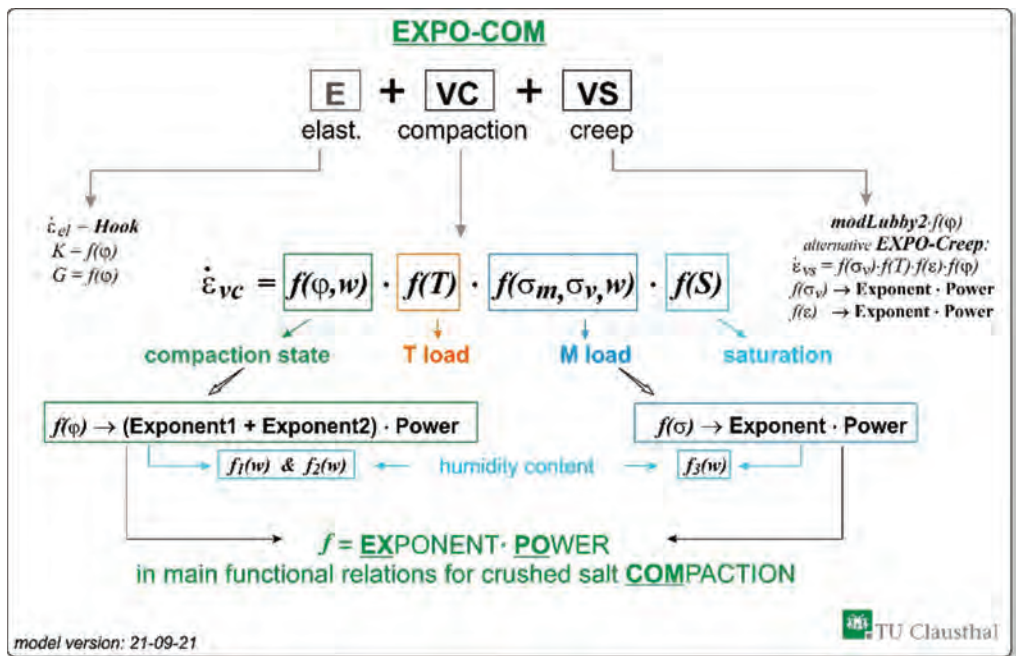 EXPO-COM
E + VC + VS
elast. compaction creep
ε̇el – Hook
K – f(φ)
G – f(φ)
modLubby2·f(φ)
alternative EXPO-Creep:
ε̇vs = f(σv)·f(T)·f(ε)·f(φ)
f(σv) → Exponent · Power
f(ε) → Exponent · Power
ε̇vc = f(φ,w) · f(T) · f(σm,σv,w) · f(S)
compaction state T load M load saturation
f(φ) → (Exponent1 + Exponent2) · Power f(σ) → Exponent · Power
f1(w) & f2(w) humidity content f3(w)
f = EXPONENT· POWER
in main functional relations for crushed salt COMPACTION
model version: 21-09-21
TU Clausthal